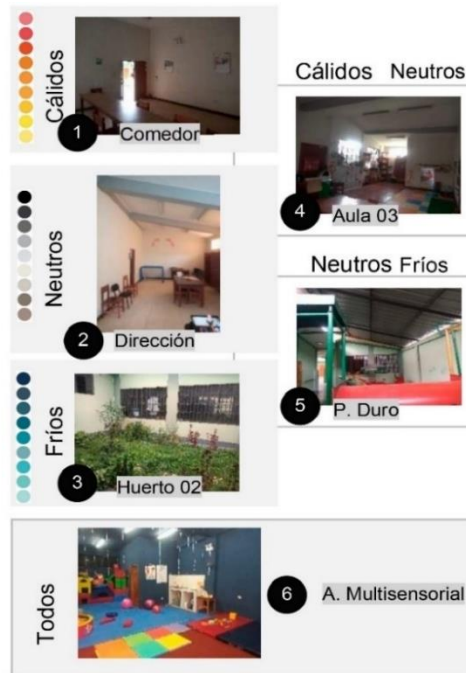 Cálidos
1
Comedor
Neutros
2
Dirección
Fríos
3
Huerto 02
Cálidos Neutros
4
Aula 03
Neutros Fríos
5
P. Duro
Todos
6
A. Multisensorial